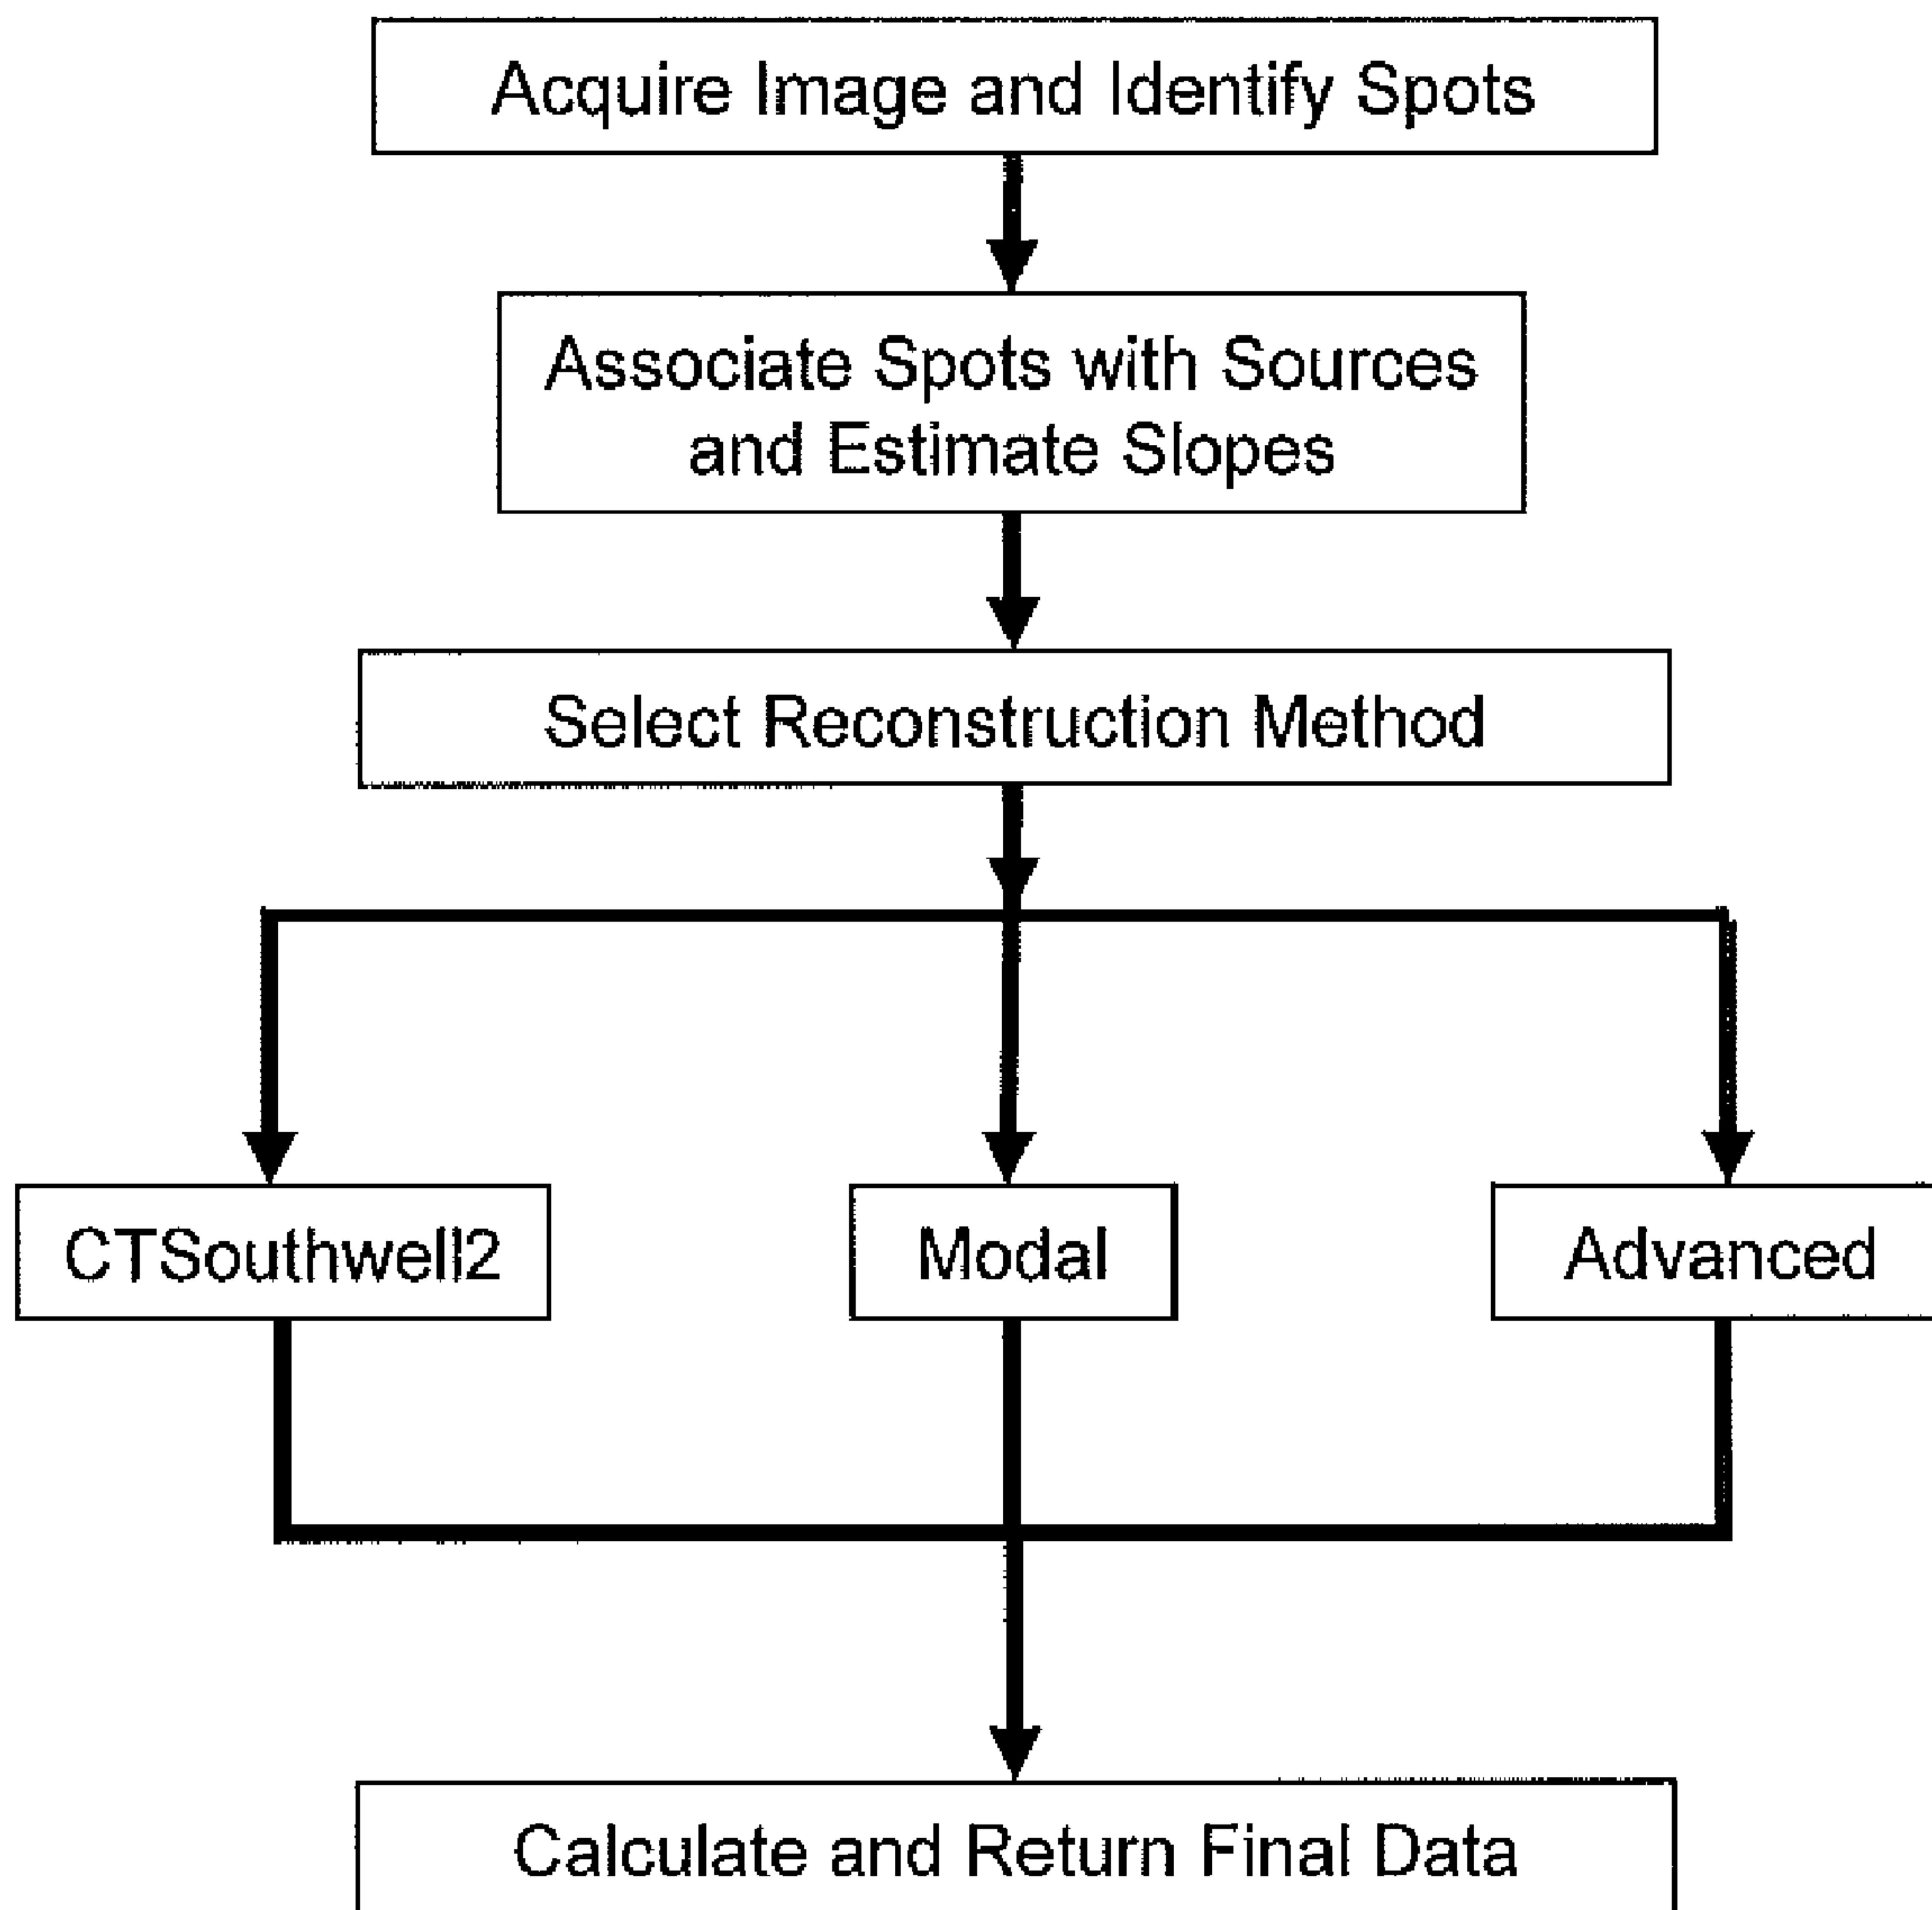 Acquire Image and Identify Spots
Associate Spots with Sources
and Estimate Slopes
Select Reconstruction Method
CTSouthwell2
Modal
Advanced
Calculate and Return Final Data